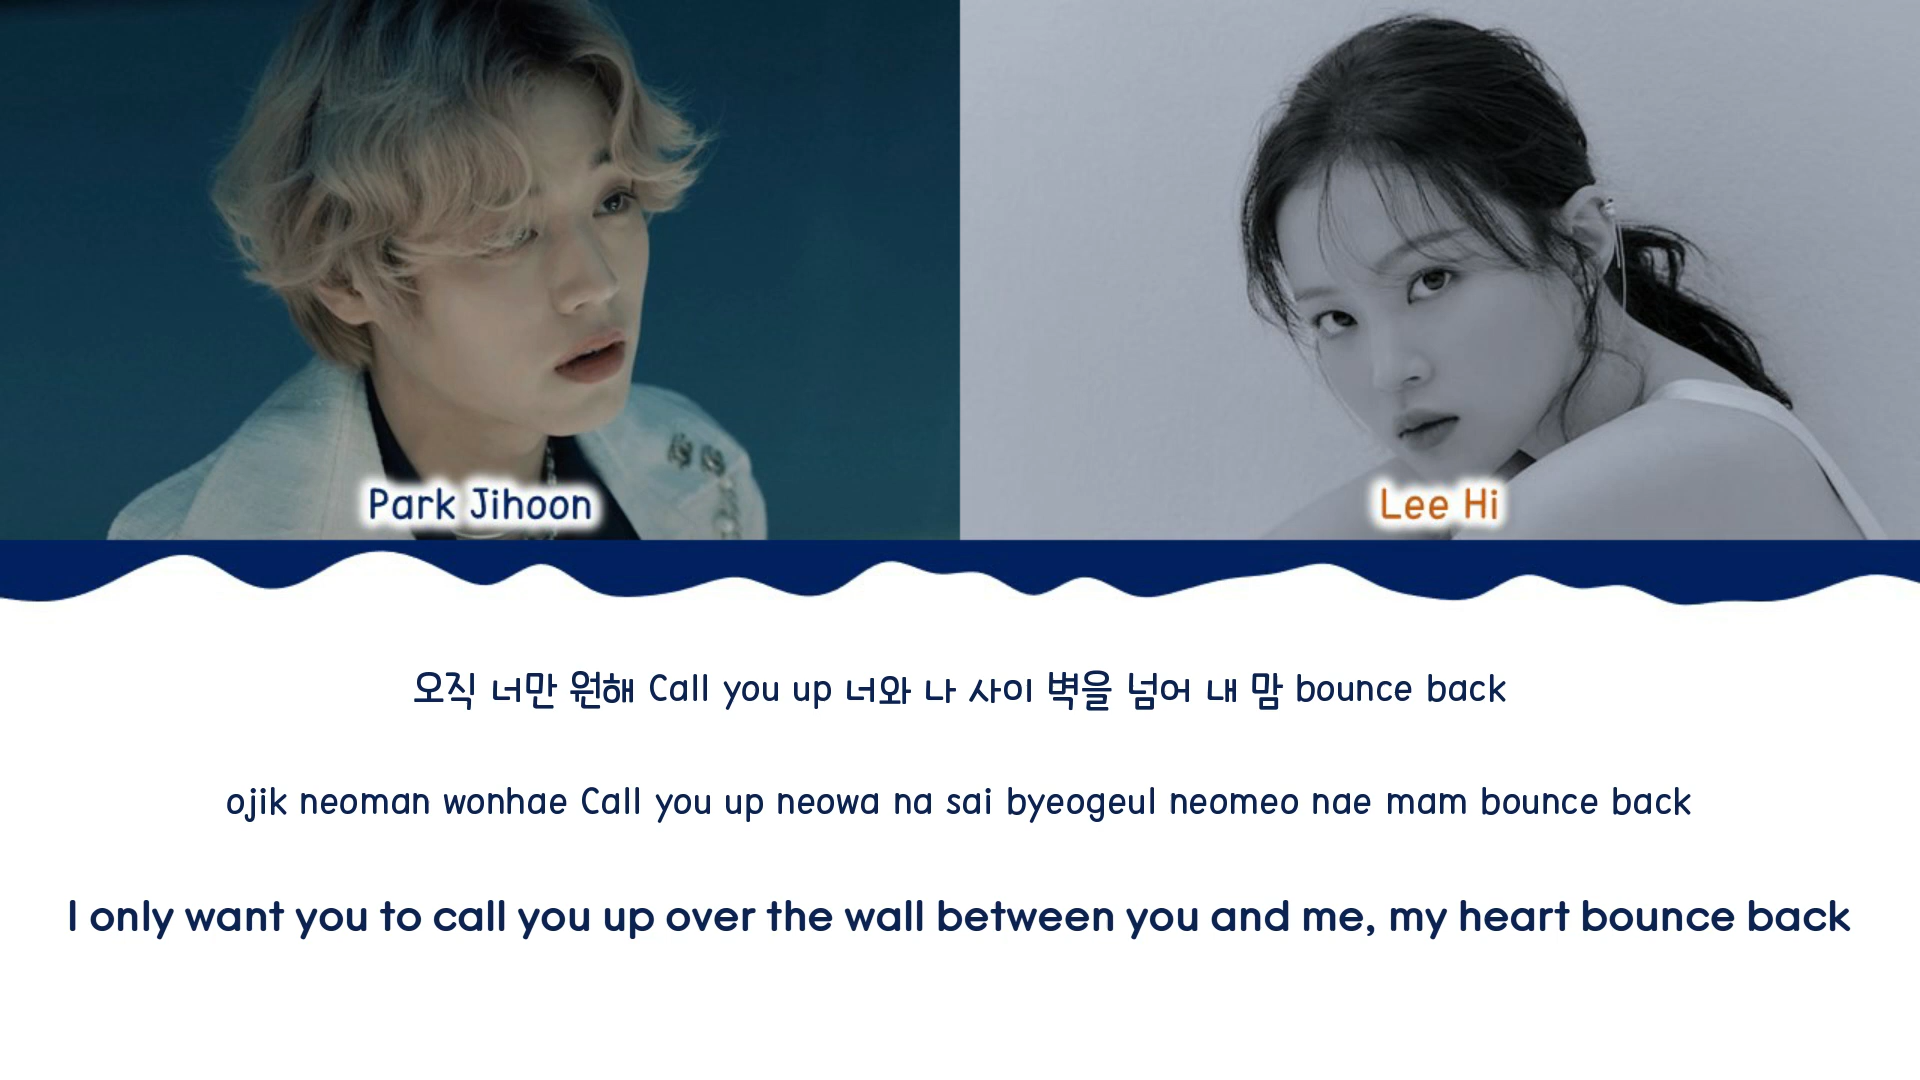 Park Jihoon
Lee Hi
오직 너만 원해 Call you up 너와 나 사이 벽을 넘어 내 맘 bounce back
ojik neoman wonhae Call you up neowa na sai byeogeul neomeo nae mam bounce back
I only want you to call you up over the wall between you and me, my heart bounce back